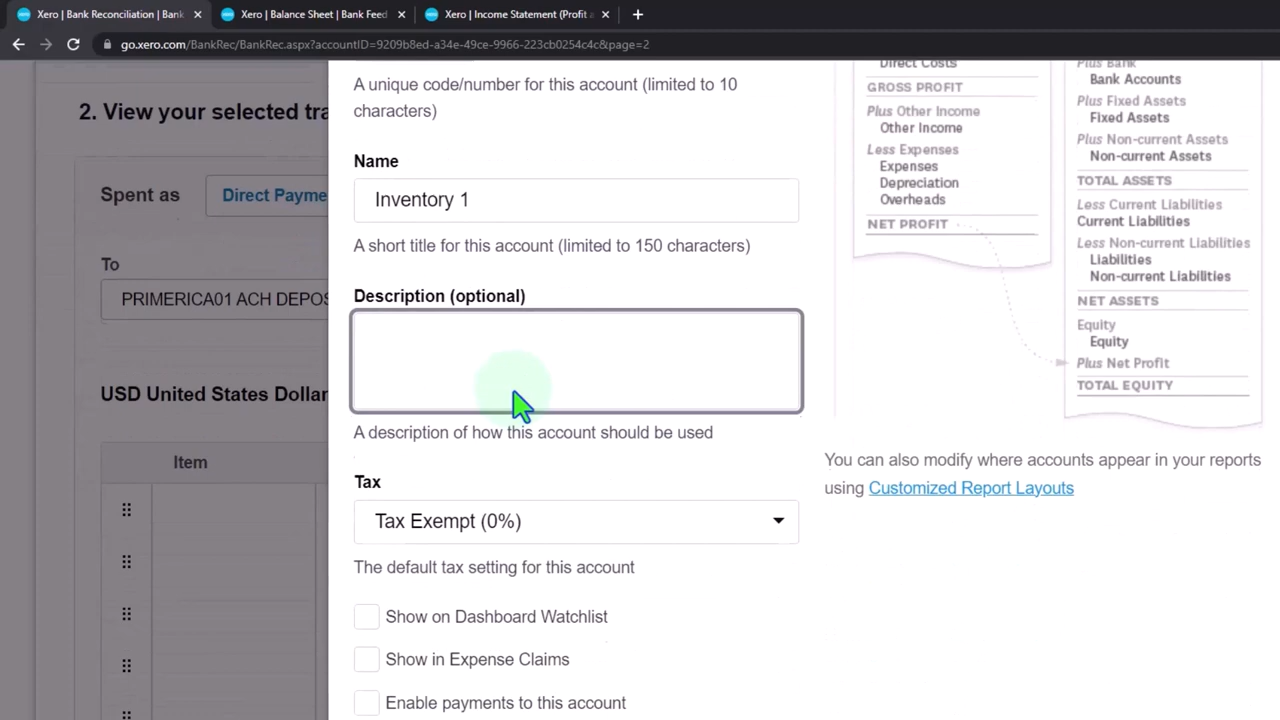 Xero | Bank Reconciliation | Bank
Xero | Balance Sheet | Bank Feed
Xero | Income Statement (Profit a
go.xero.com/BankRec/BankRec.aspx?accountID=9209b8ed-a34e-49ce-9966-223cb0254c4c&page=2
2. View your selected tra
Spent as
Direct Payme
To
PRIMERICA01 ACH DEPOS
USD United States Dollar
Item
A unique code/number for this account (limited to 10
characters)
Name
Inventory 1
A short title for this account (limited to 150 characters)
Description (optional)
A description of how this account should be used
Tax
Tax Exempt (0%)
The default tax setting for this account
Show on Dashboard Watchlist
Show in Expense Claims
Enable payments to this account
Direct Costs
GROSS PROFIT
Plus Other Income
Other Income
Less Expenses
Expenses
Depreciation
Overheads
NET PROFIT
Plus Bank
Bank Accounts
Plus Fixed Assets
Fixed Assets
Plus Non-current Assets
Non-current Assets
TOTAL ASSETS
Less Current Liabilities
Current Liabilities
Less Non-current Liabilities
Liabilities
Non-current Liabilities
NET ASSETS
Equity
Equity
Plus Net Profit
TOTAL EQUITY
You can also modify where accounts appear in your reports
using Customized Report Layouts